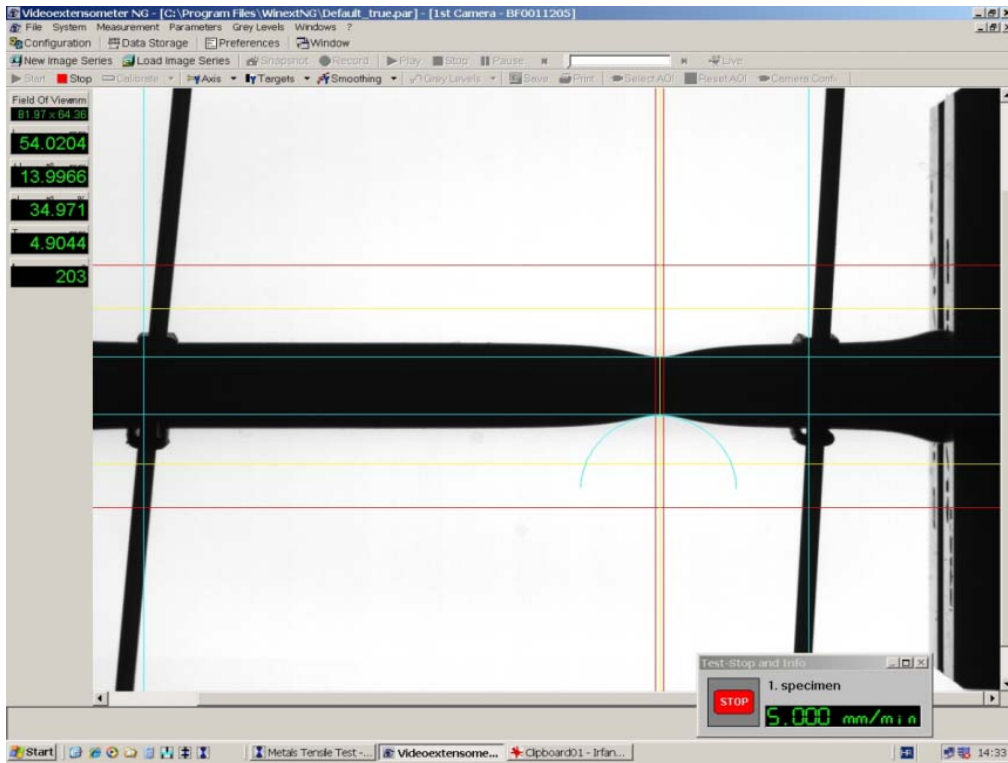 Videoextensometer NG - [C:\Program Files\WinextNG\Default_true.par] - [1st Camera - BF0011205]
File System Measurement Parameters Grey Levels Windows ?
Configuration Data Storage Preferences Window
New Image Series Load Image Series Snapshot Record Play Stop Pause Live
Start Stop Calibrate Axis Targets Smoothing Grey Levels Save Print Select AOI Reset AOI Camera Config
Field Of View mm
81.97 x 64.36
54.0204
13.9966
34.971
4.9044
203
Test-Stop and Info
1. specimen
STOP
5.000 mm/min
Start Metals Tensile Test -... Videoextensome... Clipboard01 - Irfan... 14:33